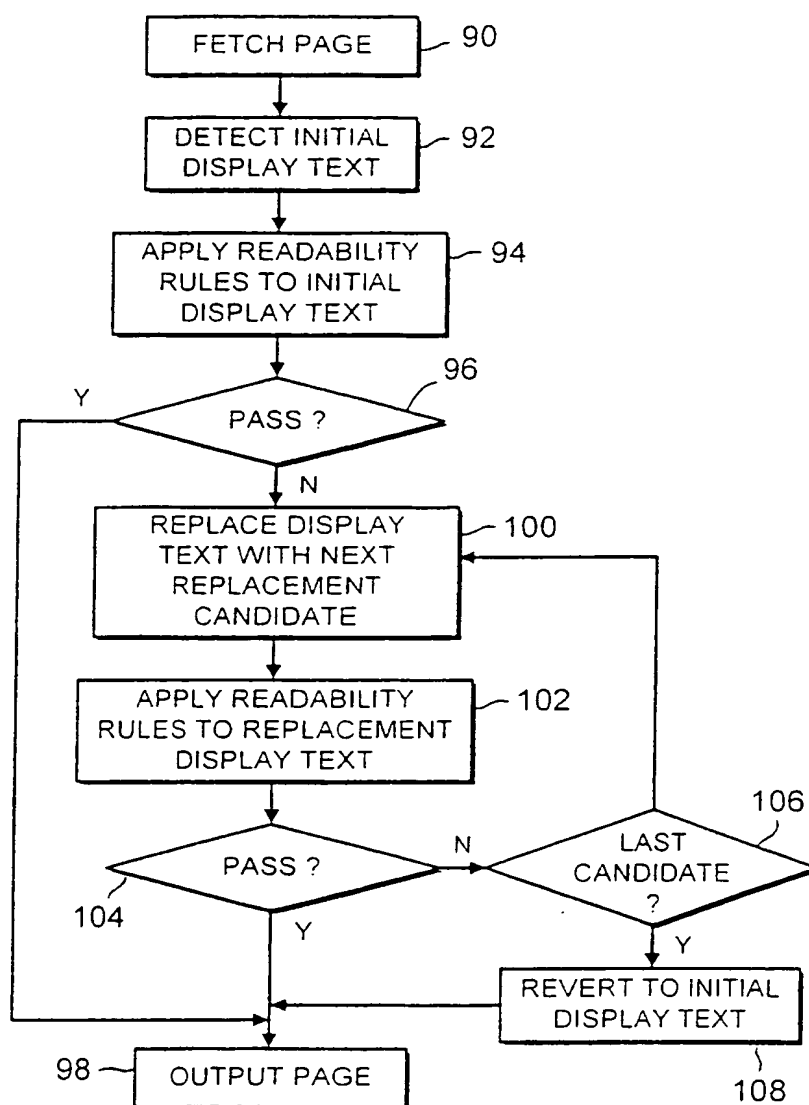 FETCH PAGE
90
DETECT INITIAL
DISPLAY TEXT
92
APPLY READABILITY
RULES TO INITIAL
DISPLAY TEXT
94
96
Y
PASS ?
N
REPLACE DISPLAY
TEXT WITH NEXT
REPLACEMENT
CANDIDATE
100
APPLY READABILITY
RULES TO REPLACEMENT
DISPLAY TEXT
102
PASS ?
104
N
Y
106
LAST
CANDIDATE
?
Y
REVERT TO INITIAL
DISPLAY TEXT
108
98
OUTPUT PAGE